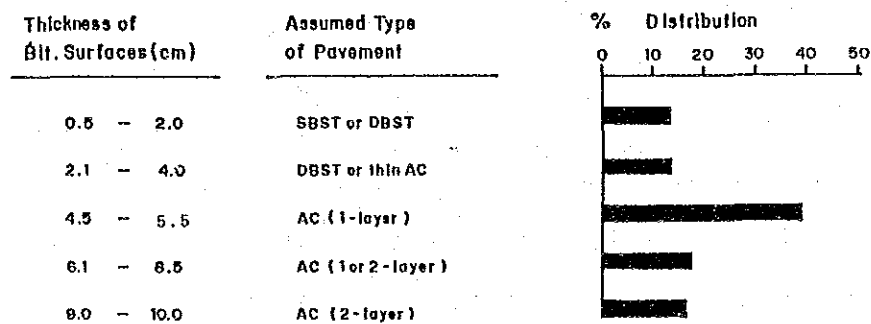 Thickness of Assumed Type % Distribution
Bit. Surfaces (cm) of Pavement 0 10 20 30 40 50
0.5 – 2.0 SBST or DBST
2.1 – 4.0 DBST or thin AC
4.5 – 5.5 AC (1-layer)
6.1 – 8.5 AC (1 or 2-layer)
9.0 – 10.0 AC (2-layer)